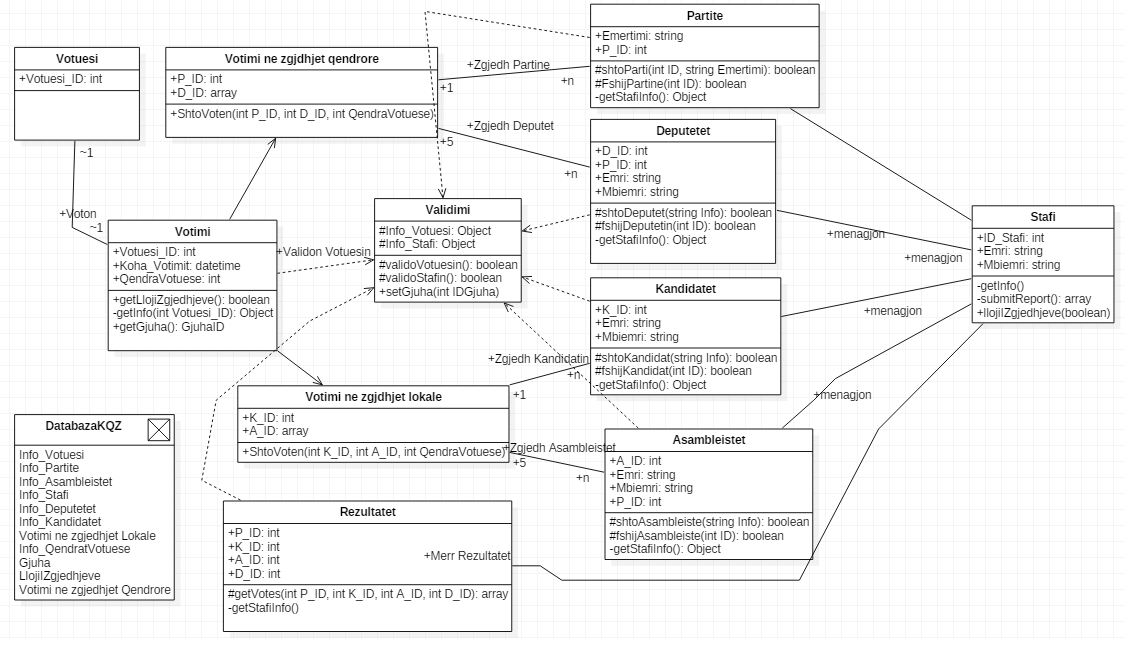 Votuesi
+Votuesi_ID: int
Votimi ne zgjdhjet qendrore
+P_ID: int
+D_ID: array
+ShtoVoten(int P_ID, int D_ID, int QendraVotuese)
Partite
+Emertimi: string
+P_ID: int
#shtoParti(int ID, string Emertimi): boolean
#FshijPartine(int ID): boolean
-getStafiInfo(): Object
+Zgjedh Partine
+1
+n
+Zgjedh Deputet
+5
+n
Deputetet
+D_ID: int
+P_ID: int
+Emri: string
+Mbiemri: string
#shtoDeputet(string Info): boolean
#fshijDeputetin(int ID): boolean
-getStafiInfo(): Object
~1
+Voton
~1
Votimi
+Votuesi_ID: int
+Koha_Votimit: datetime
+QendraVotuese: int
+getLlojiZgjedhjeve(): boolean
-getInfo(int Votuesi_ID): Object
+getGjuha(): GjuhaID
+Validon Votuesin
Validimi
#Info_Votuesi: Object
#Info_Stafi: Object
#validoVotuesin(): boolean
#validoStafin(): boolean
+setGjuha(int IDGjuha)
Stafi
+ID_Stafi: int
+Emri: string
+Mbiemri: string
-getInfo()
-submitReport(): array
+llojiIZgjedhjeve(boolean)
+menagjon
+menagjon
+menagjon
+menagjon
Kandidatet
+K_ID: int
+Emri: string
+Mbiemri: string
#shtoKandidat(string Info): boolean
#fshijKandidat(int ID): boolean
-getStafiInfo(): Object
+Zgjedh Kandidatin
+n
+1
Votimi ne zgjdhjet lokale
+K_ID: int
+A_ID: array
+ShtoVoten(int K_ID, int A_ID, int QendraVotuese)
+Zgjedh Asambleistet
+5
+n
Asambleistet
+A_ID: int
+Emri: string
+Mbiemri: string
+P_ID: int
#shtoAsambleiste(string Info): boolean
#fshijAsambleiste(int ID): boolean
-getStafiInfo(): Object
DatabazaKQZ
Info_Votuesi
Info_Partite
Info_Asambleistet
Info_Stafi
Info_Deputetet
Info_Kandidatet
Votimi ne zgjedhjet Lokale
Info_QendratVotuese
Gjuha
LlojiIZgjedhjeve
Votimi ne zgjedhjet Qendrore
Rezultatet
+P_ID: int
+K_ID: int
+A_ID: int
+D_ID: int
#getVotes(int P_ID, int K_ID, int A_ID, int D_ID): array
-getStafiInfo()
+Merr Rezultatet